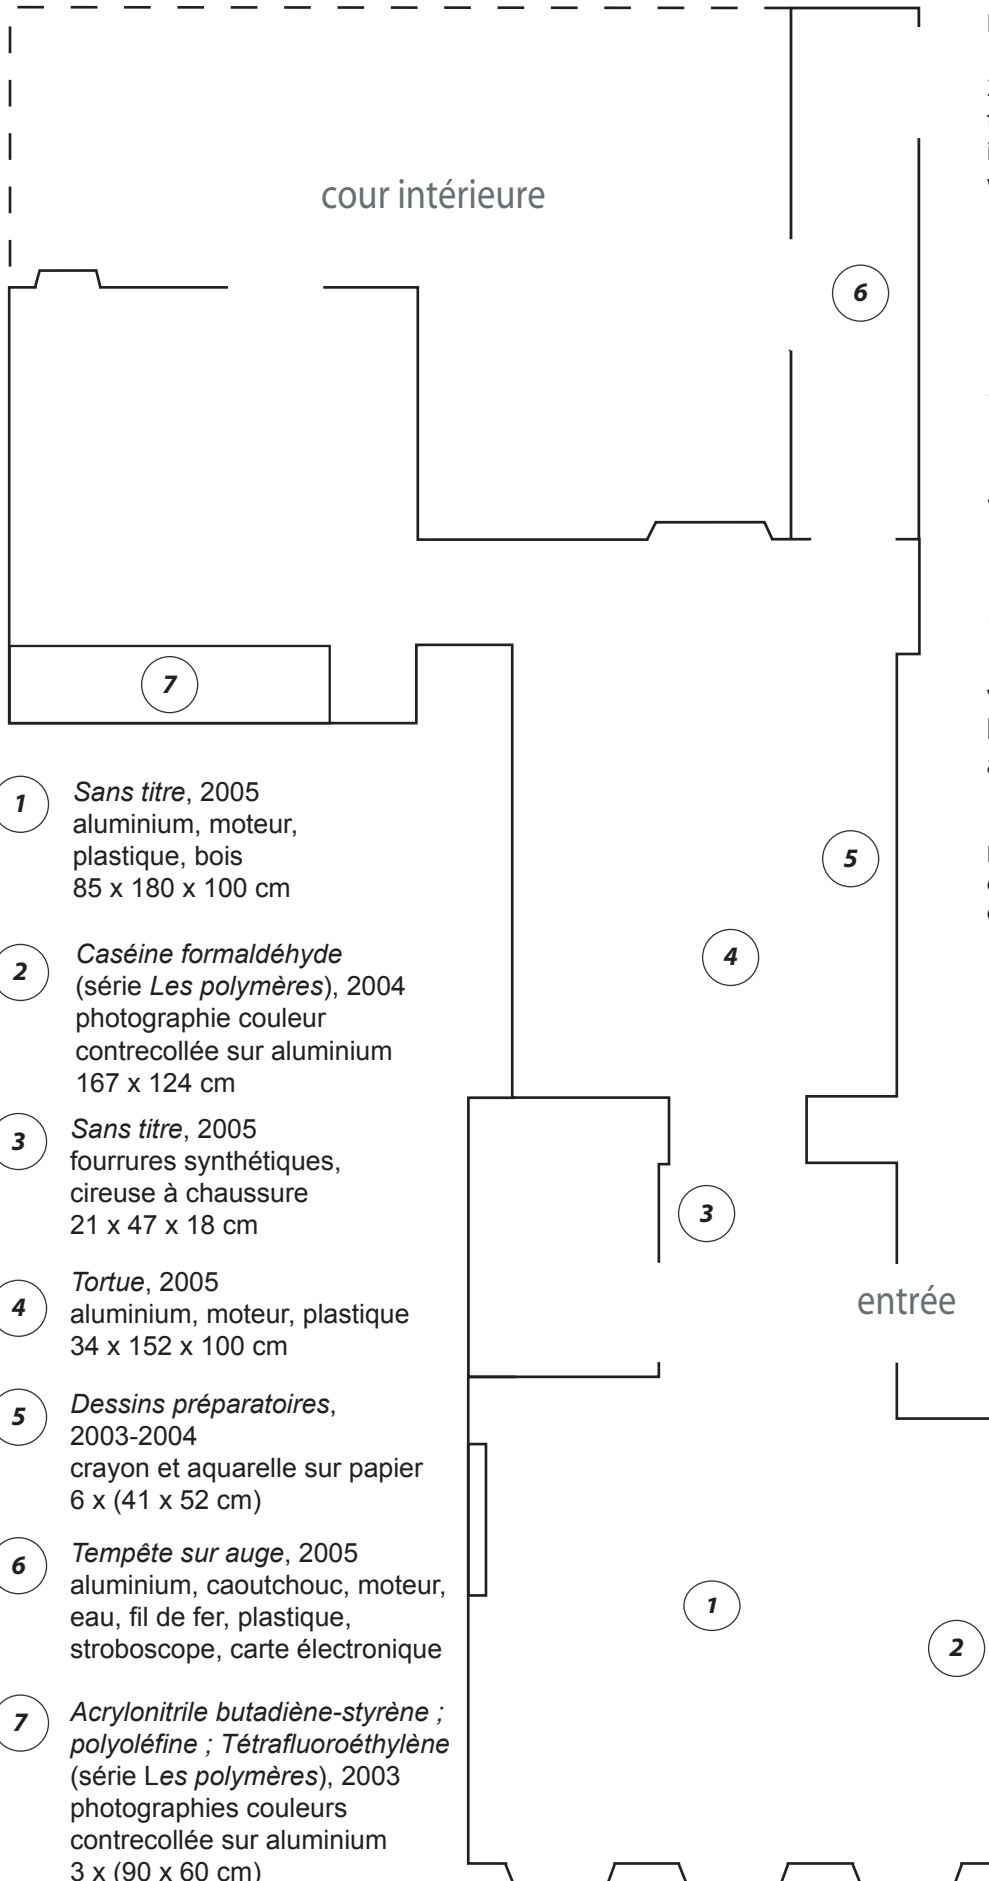 cour intérieure
6
7
5
4
3
entrée
1
2
1
Sans titre, 2005
aluminium, moteur,
plastique, bois
85 x 180 x 100 cm
2
Caséine formaldéhyde
(série Les polymères), 2004
photographie couleur
contrecollée sur aluminium
167 x 124 cm
3
Sans titre, 2005
fourrures synthétiques,
cireuse à chaussure
21 x 47 x 18 cm
4
Tortue, 2005
aluminium, moteur, plastique
34 x 152 x 100 cm
5
Dessins préparatoires,
2003-2004
crayon et aquarelle sur papier
6 x (41 x 52 cm)
6
Tempête sur auge, 2005
aluminium, caoutchouc, moteur,
eau, fil de fer, plastique,
stroboscope, carte électronique
7
Acrylonitrile butadiène-styrène ;
polyoléfine ; Tétrafluoroéthylène
(série Les polymères), 2003
photographies couleurs
contrecollée sur aluminium
3 x (90 x 60 cm)